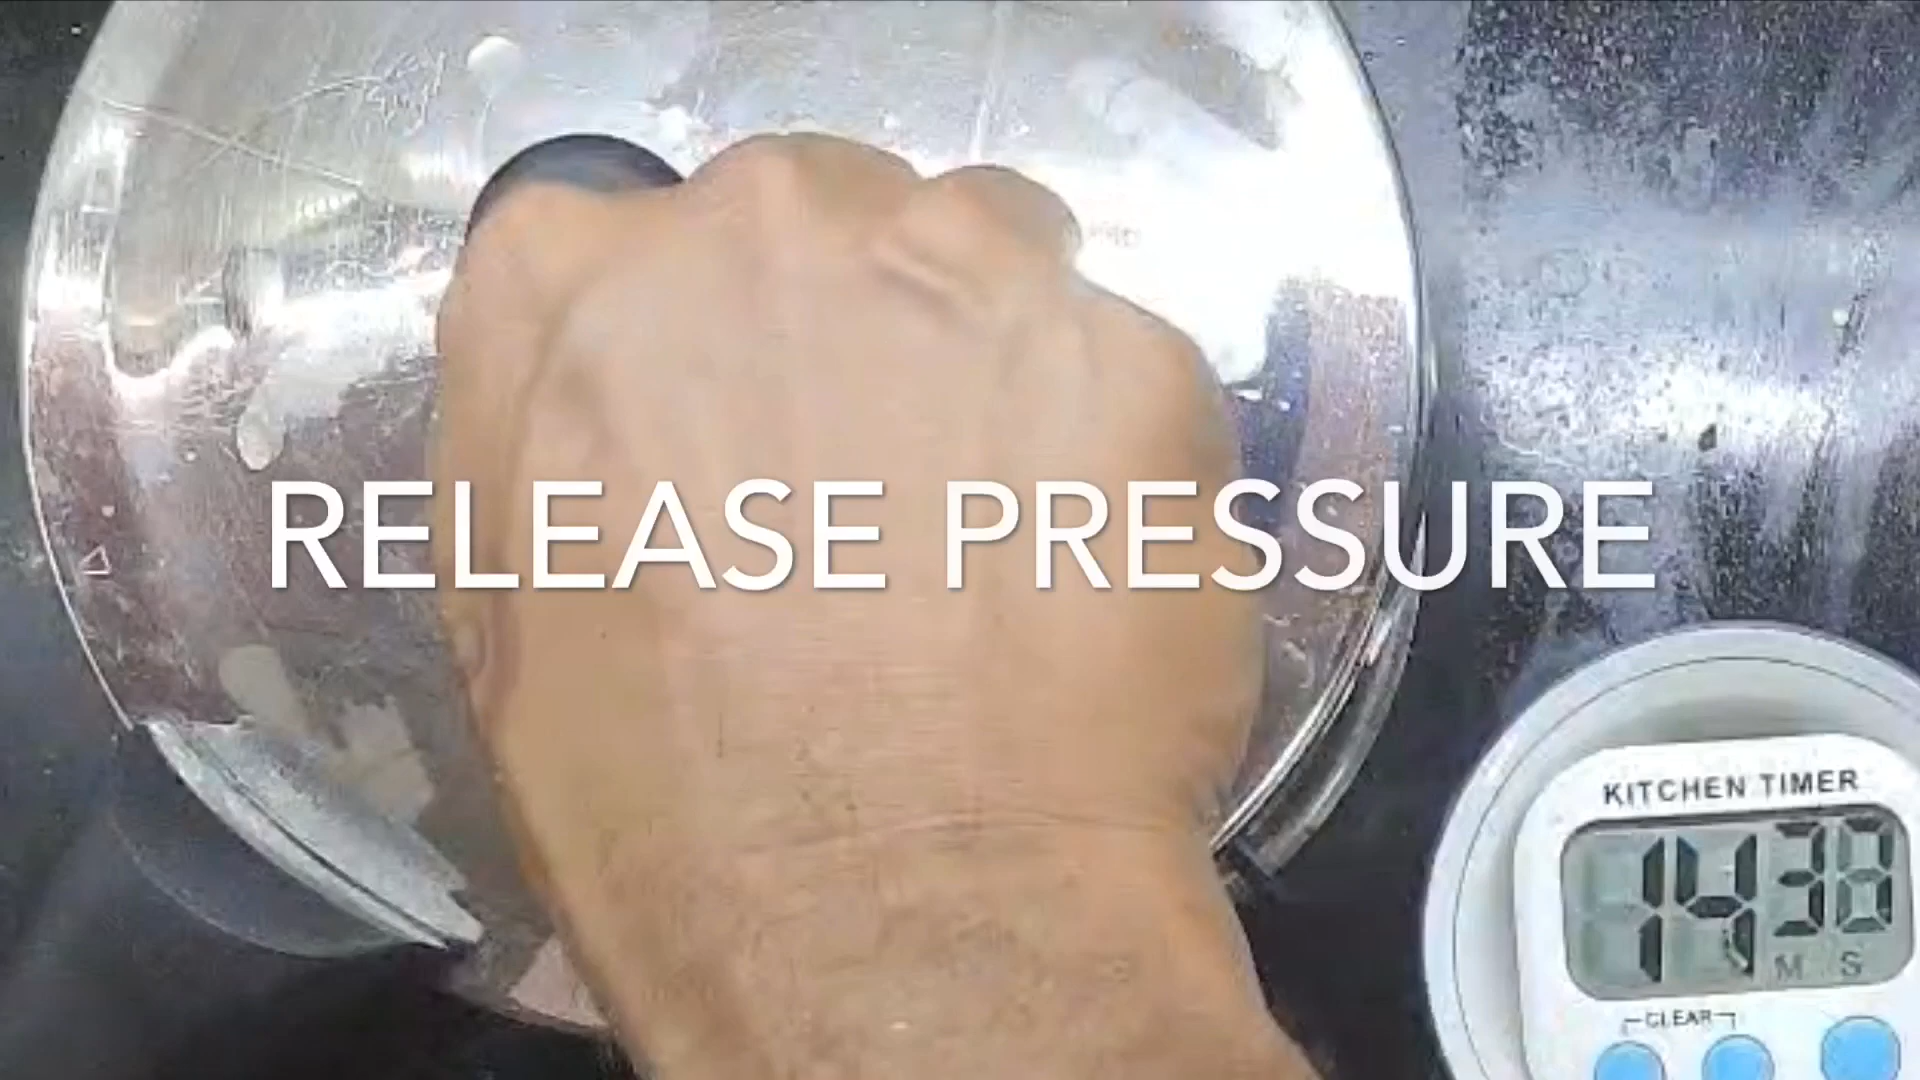 RELEASE PRESSURE
KITCHEN TIMER
14 38
M S
CLEAR